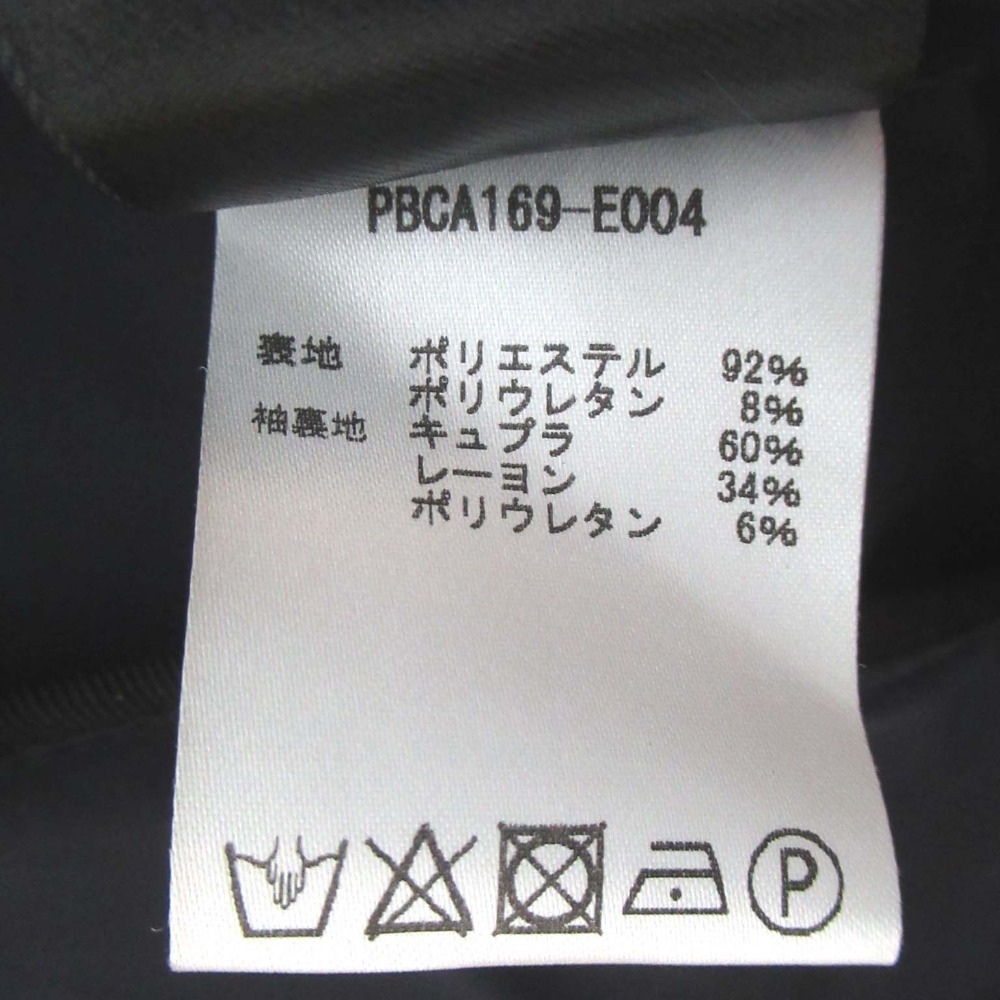 PBCA169-E004
裏地 ポリエステル 92%
ポリウレタン 8%
袖裏地 キュプラ 60%
レーヨン 34%
ポリウレタン 6%
P